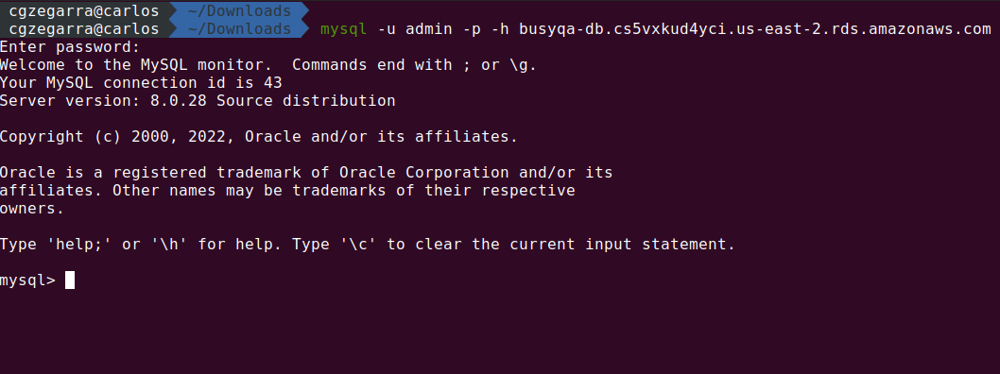 cgzegarra@carlos ~/Downloads
cgzegarra@carlos ~/Downloads mysql -u admin -p -h busyqa-db.cs5vxkud4yci.us-east-2.rds.amazonaws.com
Enter password:
Welcome to the MySQL monitor.  Commands end with ; or \g.
Your MySQL connection id is 43
Server version: 8.0.28 Source distribution
Copyright (c) 2000, 2022, Oracle and/or its affiliates.
Oracle is a registered trademark of Oracle Corporation and/or its
affiliates. Other names may be trademarks of their respective
owners.
Type 'help;' or '\h' for help. Type '\c' to clear the current input statement.
mysql>